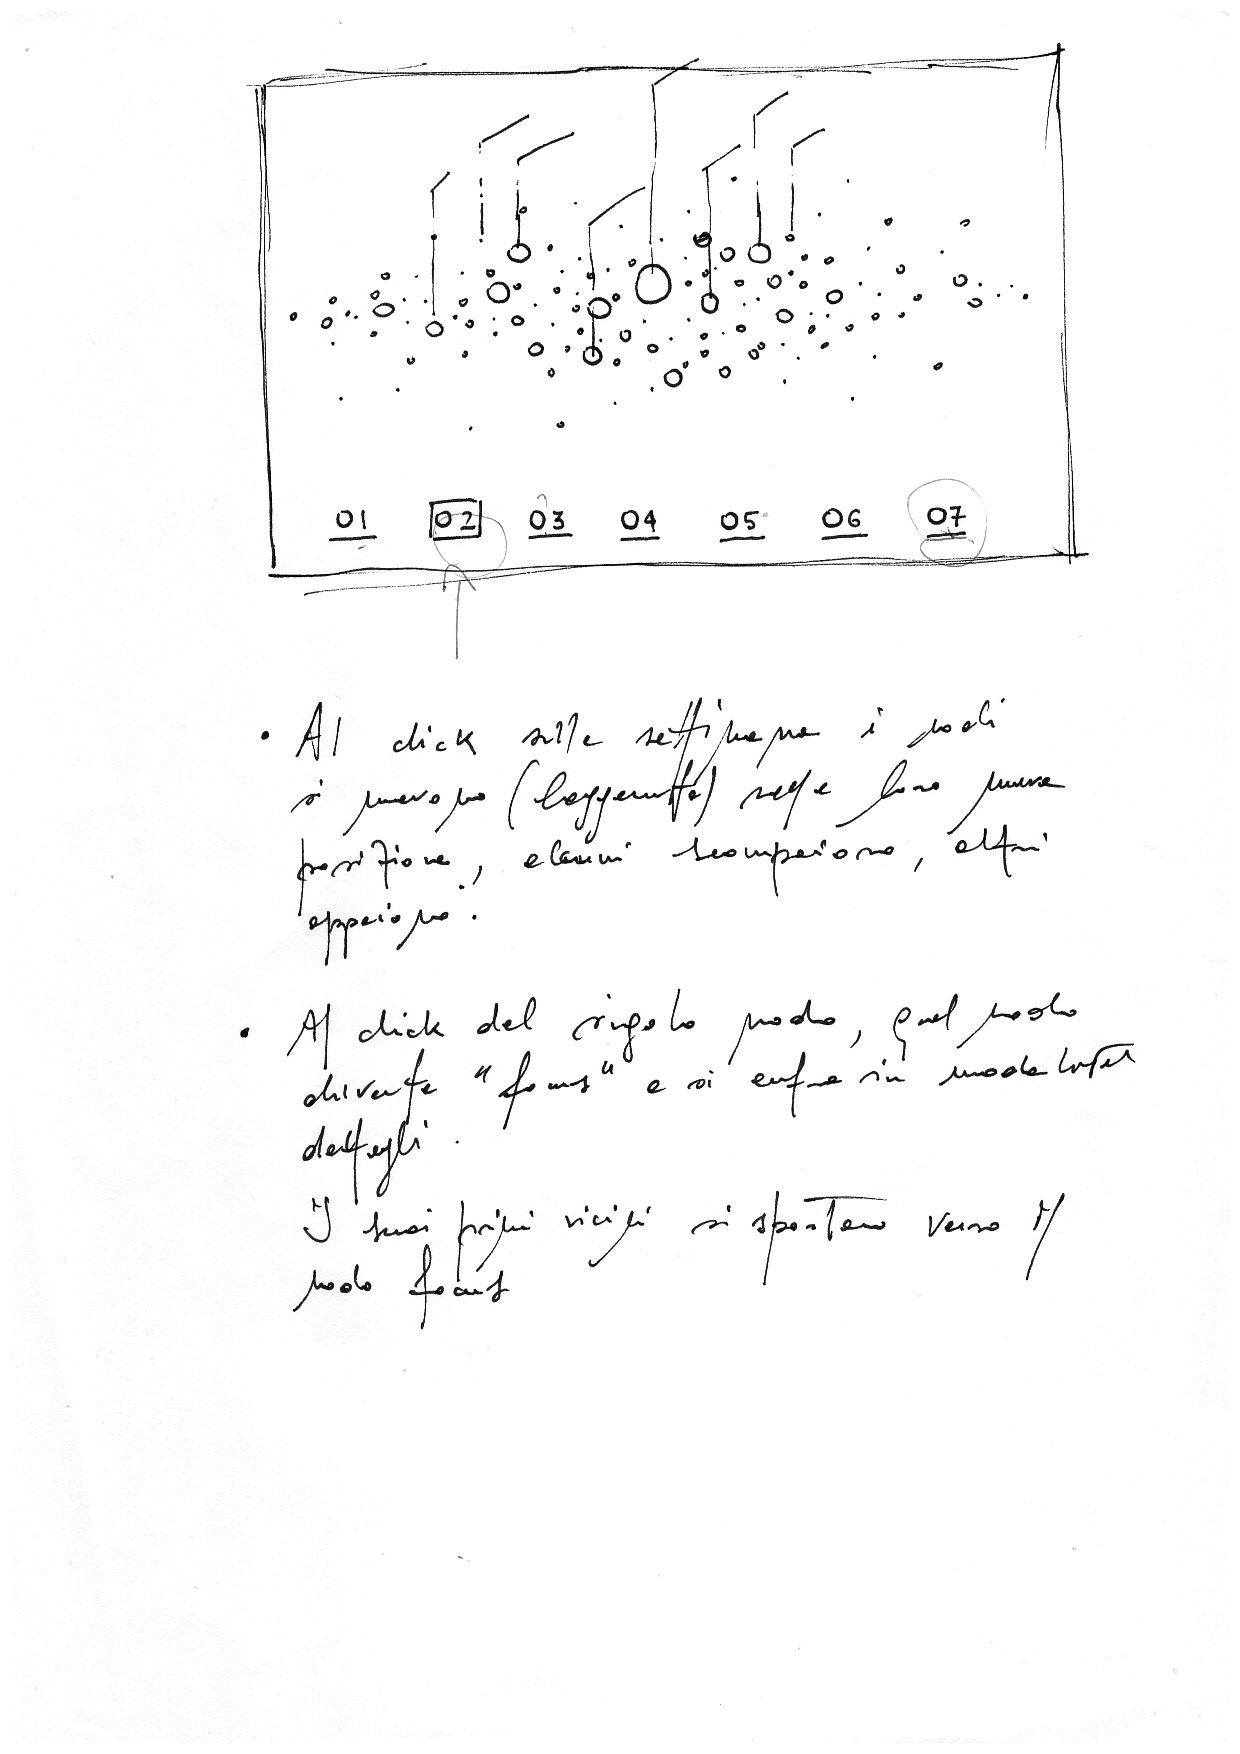 01 02 03 04 05 06 07
• Al click sulla settimana i nodi
si muovono (leggermente) nella loro nuova
posizione, alcuni scompaiono, altri
appaiono.
• Al click del singolo nodo, quel nodo
diventa "focus" e si entra in modalità
dettagli.
I suoi primi vicini si spostano verso il
nodo focus